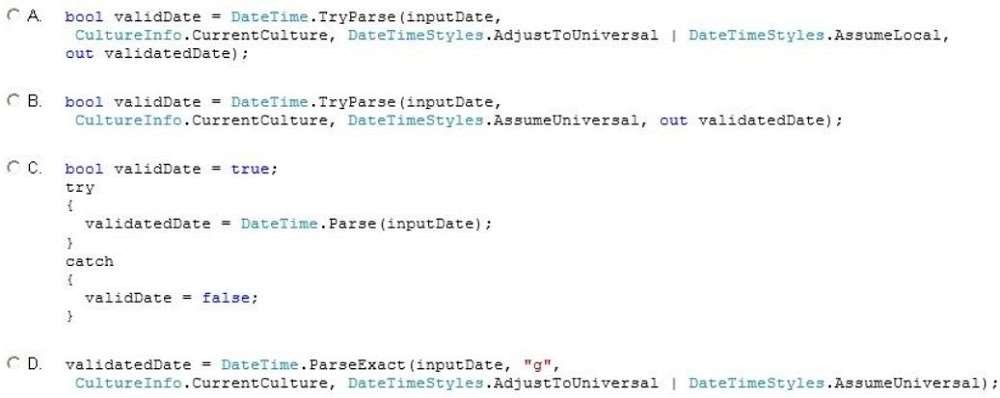 A. bool validDate = DateTime.TryParse(inputDate,
CultureInfo.CurrentCulture, DateTimeStyles.AdjustToUniversal | DateTimeStyles.AssumeLocal,
out validatedDate);
B. bool validDate = DateTime.TryParse(inputDate,
CultureInfo.CurrentCulture, DateTimeStyles.AssumeUniversal, out validatedDate);
C. bool validDate = true;
try
{
validatedDate = DateTime.Parse(inputDate);
}
catch
{
validDate = false;
}
D. validatedDate = DateTime.ParseExact(inputDate, "g",
CultureInfo.CurrentCulture, DateTimeStyles.AdjustToUniversal | DateTimeStyles.AssumeUniversal);